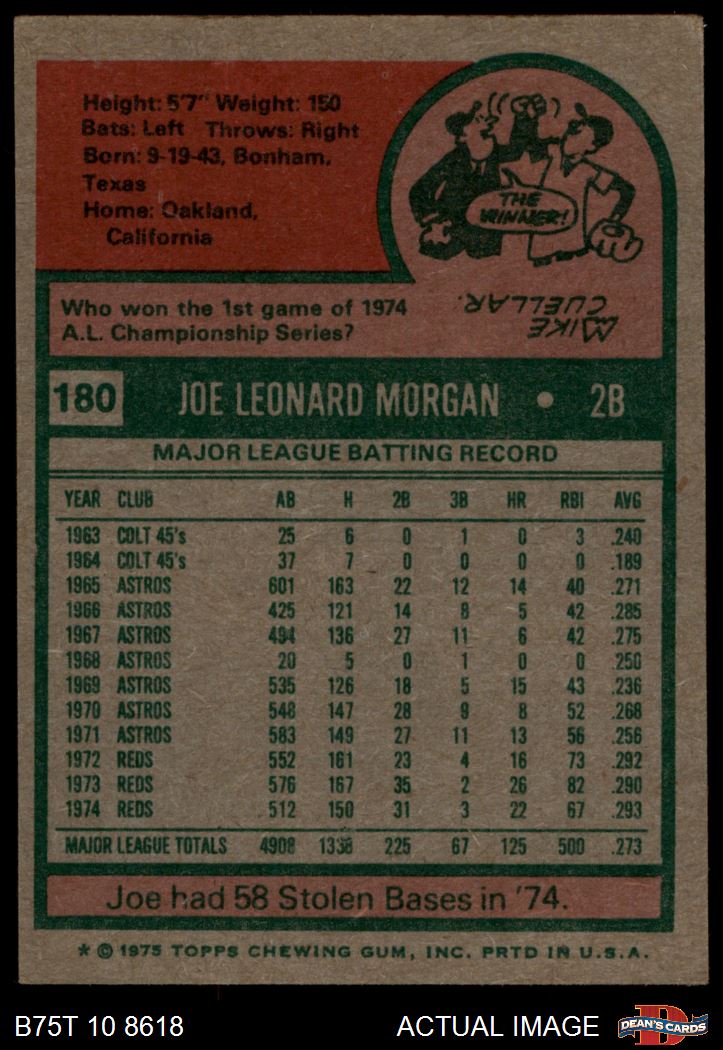 Height: 5'7" Weight: 150
Bats: Left Throws: Right
Born: 9-19-43, Bonham,
Texas
Home: Oakland,
California
THE
WINNER!
Who won the 1st game of 1974
A.L. Championship Series?
MIKE
CUELLAR.
180 JOE LEONARD MORGAN • 2B
MAJOR LEAGUE BATTING RECORD
YEAR CLUB AB H 2B 3B HR RBI AVG
1963 COLT 45's 25 6 0 1 0 3 .240
1964 COLT 45's 37 7 0 0 0 0 .189
1965 ASTROS 601 163 22 12 14 40 .271
1966 ASTROS 425 121 14 8 5 42 .285
1967 ASTROS 494 136 27 11 6 42 .275
1968 ASTROS 20 5 0 1 0 0 .250
1969 ASTROS 535 126 18 5 15 43 .236
1970 ASTROS 548 147 28 9 8 52 .268
1971 ASTROS 583 149 27 11 13 56 .256
1972 REDS 552 161 23 4 16 73 .292
1973 REDS 576 167 35 2 26 82 .290
1974 REDS 512 150 31 3 22 67 .293
MAJOR LEAGUE TOTALS 4908 1338 225 67 125 500 .273
Joe had 58 Stolen Bases in '74.
* © 1975 TOPPS CHEWING GUM, INC. PRTD IN U.S.A.
B75T 10 8618 ACTUAL IMAGE
D
DEAN'S CARDS